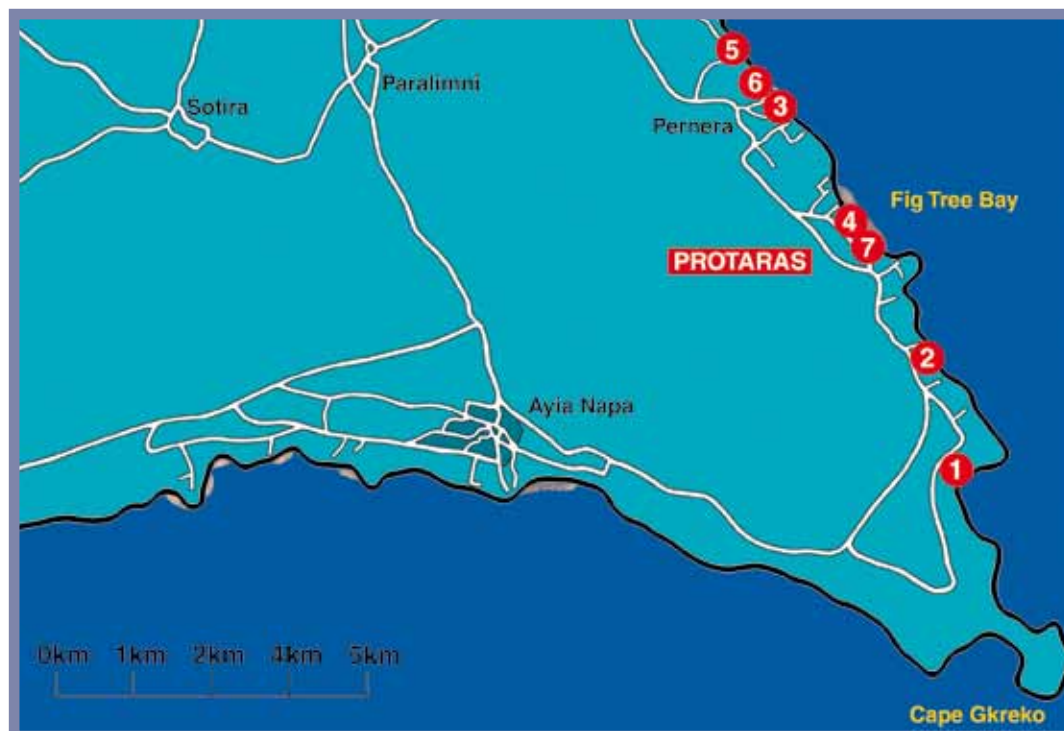 5
6
3
Paralimni
Sotira
Pernera
Fig Tree Bay
4
7
PROTARAS
2
Ayia Napa
1
0km 1km 2km 4km 5km
Cape Gkreko